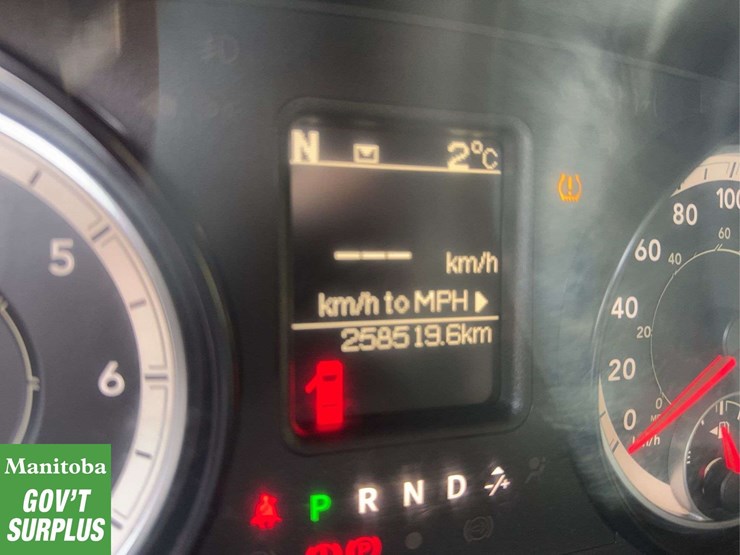 N 2°C
--- km/h
km/h to MPH ▶
258519.6km
5
6
100
80
60
40
20
0
60
40
20
0
P R N D -/+
Manitoba
GOV'T
SURPLUS